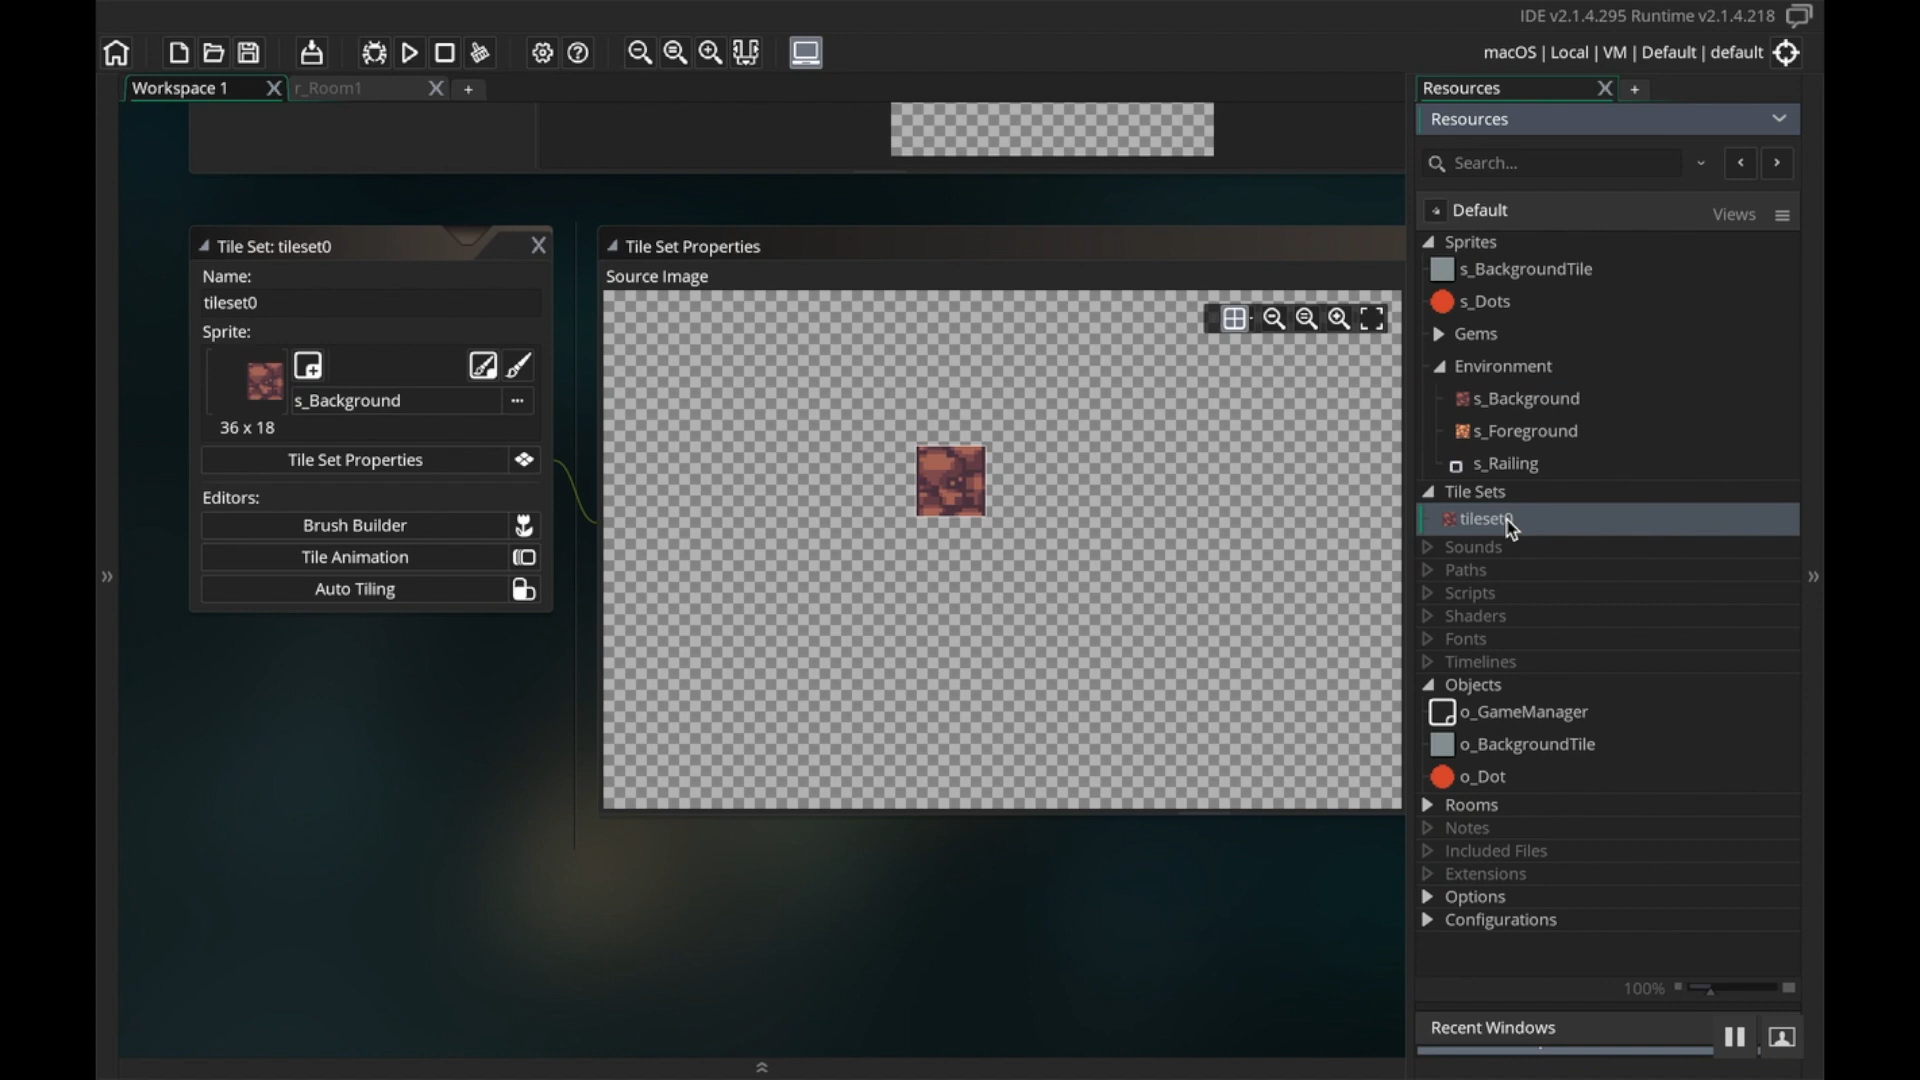 IDE v2.1.4.295 Runtime v2.1.4.218
macOS | Local | VM | Default | default
Workspace 1
r_Room1
Resources
Resources
Search...
Default
Views
Sprites
s_BackgroundTile
s_Dots
Gems
Environment
s_Background
s_Foreground
s_Railing
Tile Sets
tileset0
Sounds
Paths
Scripts
Shaders
Fonts
Timelines
Objects
o_GameManager
o_BackgroundTile
o_Dot
Rooms
Notes
Included Files
Extensions
Options
Configurations
100%
Recent Windows
Tile Set: tileset0
Name:
tileset0
Sprite:
s_Background
36 x 18
Tile Set Properties
Editors:
Brush Builder
Tile Animation
Auto Tiling
Tile Set Properties
Source Image